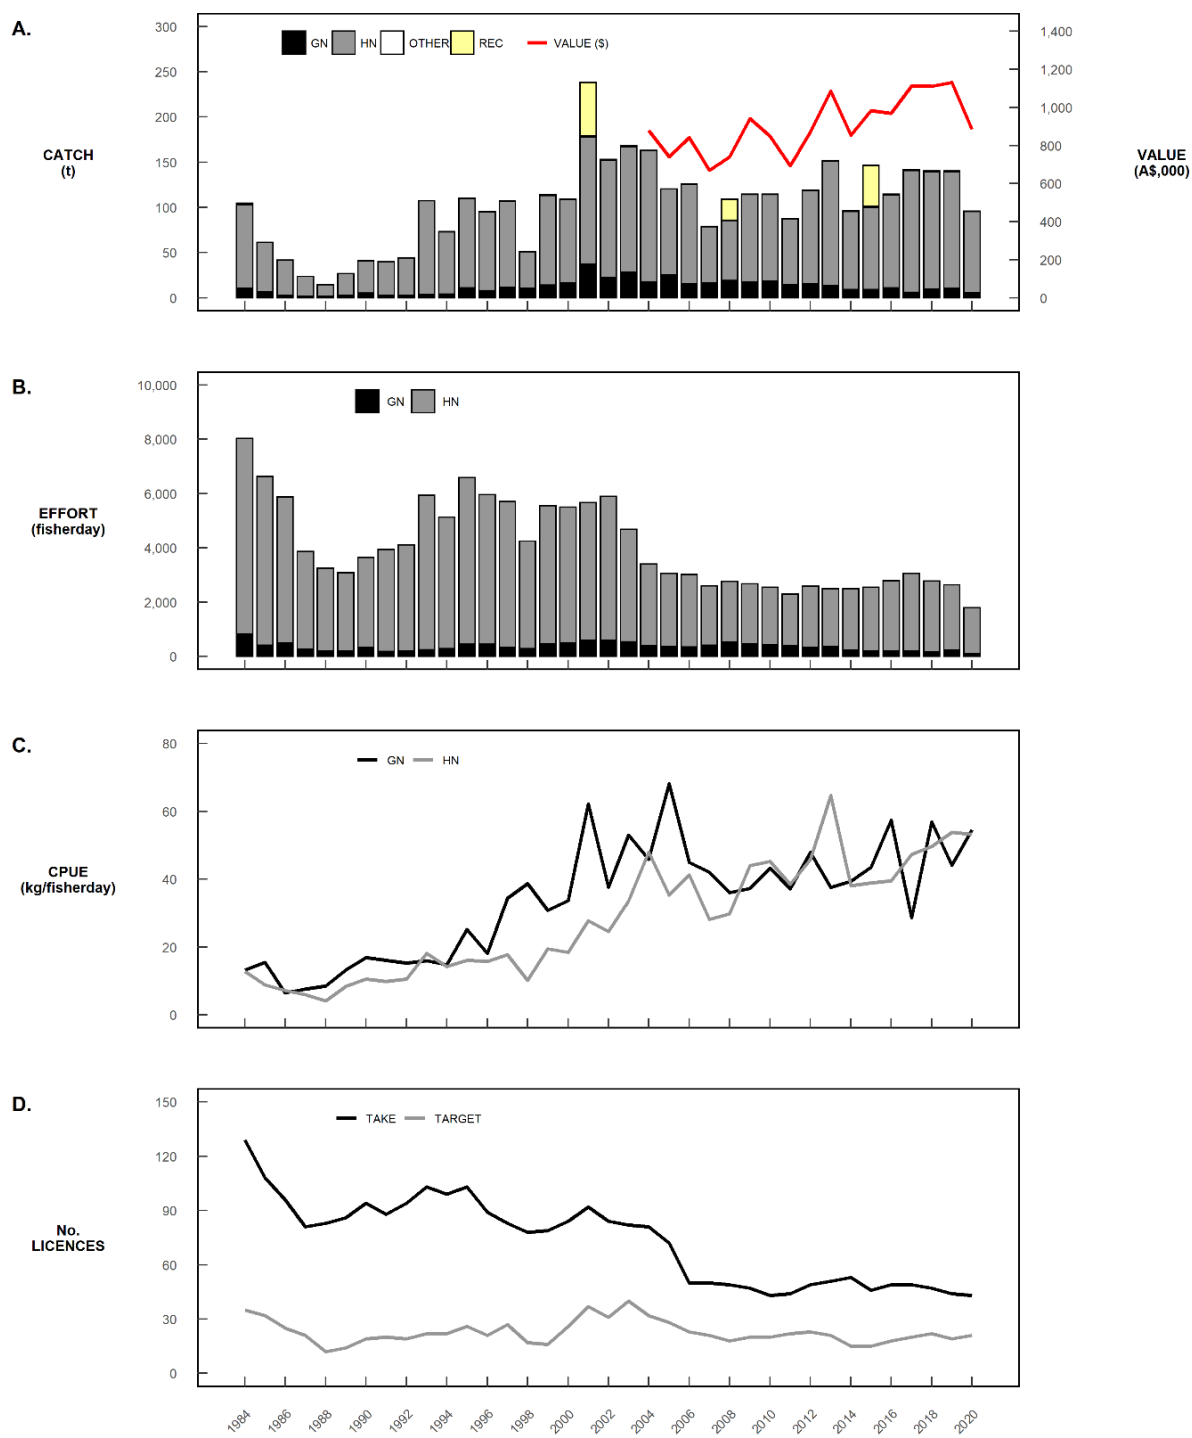 A.
300
250
200
150
100
50
0
GN HN OTHER REC VALUE ($)
1,400
1,200
1,000
800
600
400
200
0
CATCH
(t)
VALUE
(A$,000)
B.
10,000
8,000
6,000
4,000
2,000
0
GN HN
EFFORT
(fisherday)
C.
80
60
40
20
0
GN HN
CPUE
(kg/fisherday)
D.
150
120
90
60
30
0
TAKE TARGET
No.
LICENCES
1984 1986 1988 1990 1992 1994 1996 1998 2000 2002 2004 2006 2008 2010 2012 2014 2016 2018 2020